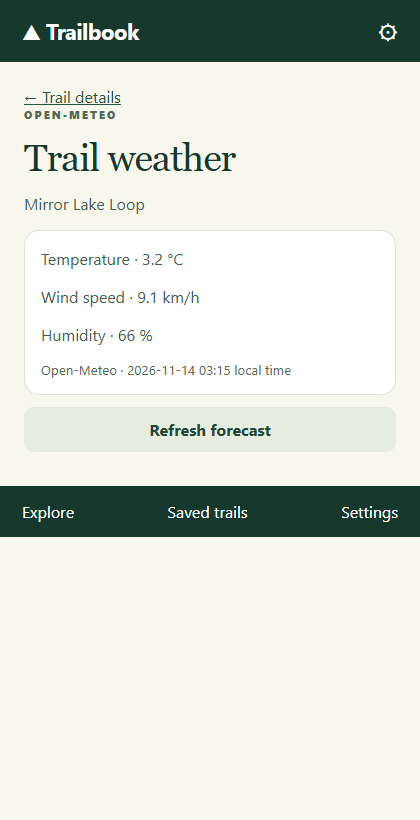 ▲ Trailbook
← Trail details
OPEN-METEO
Trail weather
Mirror Lake Loop
Temperature · 3.2 °C
Wind speed · 9.1 km/h
Humidity · 66 %
Open-Meteo · 2026-11-14 03:15 local time
Refresh forecast
Explore Saved trails Settings